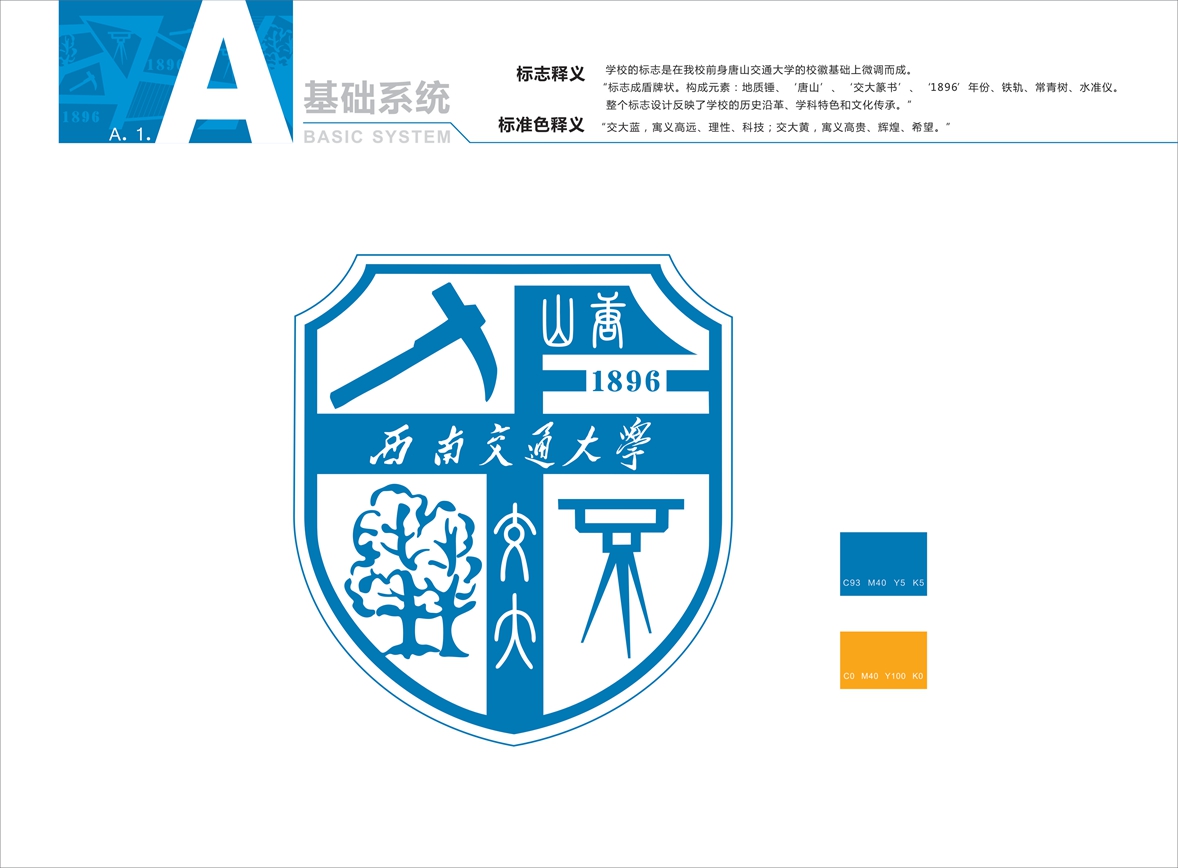 A
A. 1.
1896
1896
基础系统
BASIC SYSTEM
标志释义
学校的标志是在我校前身唐山交通大学的校徽基础上微调而成。
“标志成盾牌状。构成元素：地质锤、‘唐山’、‘交大篆书’、‘1896’年份、铁轨、常青树、水准仪。
整个标志设计反映了学校的历史沿革、学科特色和文化传承。”
标准色释义
“交大蓝，寓义高远、理性、科技；交大黄，寓义高贵、辉煌、希望。”
山唐
1896
西南交通大學
交大
C93 M40 Y5 K5
C0 M40 Y100 K0